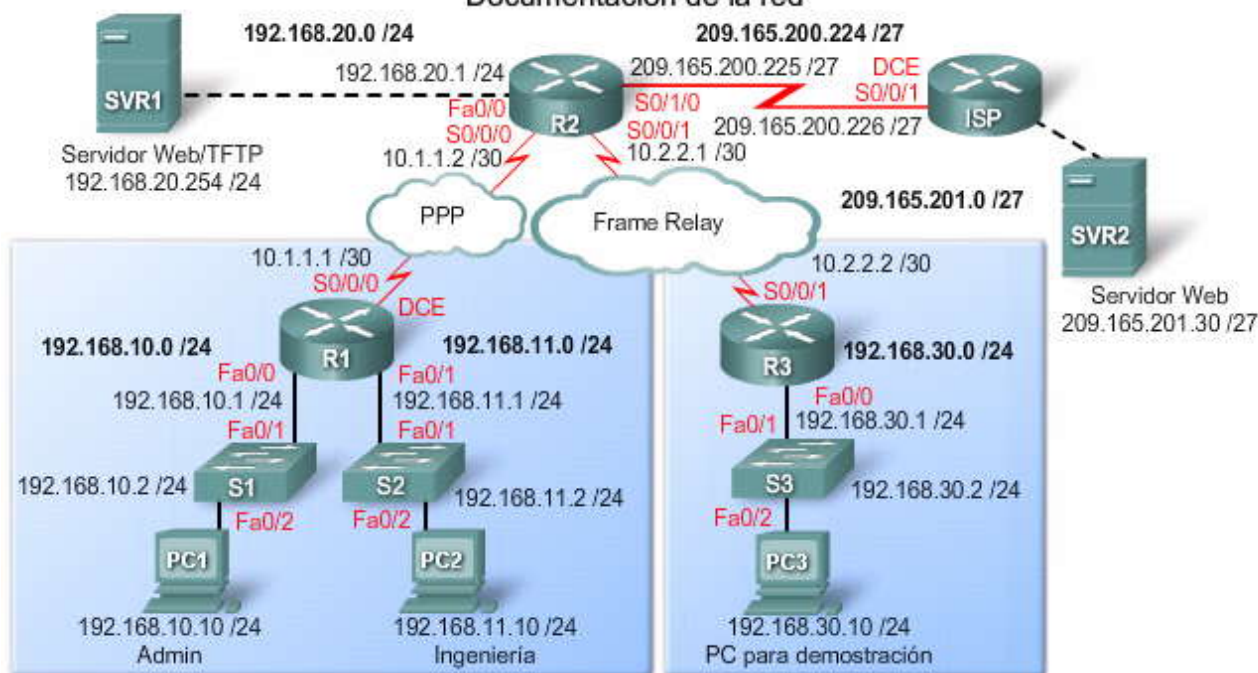 Documentación de la red
192.168.20.0 /24
209.165.200.224 /27
192.168.20.1 /24
209.165.200.225 /27
DCE
SVR1
Fa0/0
R2
S0/1/0
S0/0/1
ISP
S0/0/0
S0/0/1
209.165.200.226 /27
Servidor Web/TFTP
192.168.20.254 /24
10.1.1.2 /30
10.2.2.1 /30
PPP
Frame Relay
209.165.201.0 /27
SVR2
10.1.1.1 /30
S0/0/0
DCE
10.2.2.2 /30
S0/0/1
Servidor Web
209.165.201.30 /27
192.168.10.0 /24
R1
192.168.11.0 /24
R3
192.168.30.0 /24
Fa0/0
Fa0/1
Fa0/0
192.168.10.1 /24
192.168.11.1 /24
192.168.30.1 /24
Fa0/1
Fa0/1
Fa0/1
192.168.10.2 /24
S1
S2
192.168.11.2 /24
S3
192.168.30.2 /24
Fa0/2
Fa0/2
Fa0/2
PC1
PC2
PC3
192.168.10.10 /24
192.168.11.10 /24
192.168.30.10 /24
Admin
Ingeniería
PC para demostración